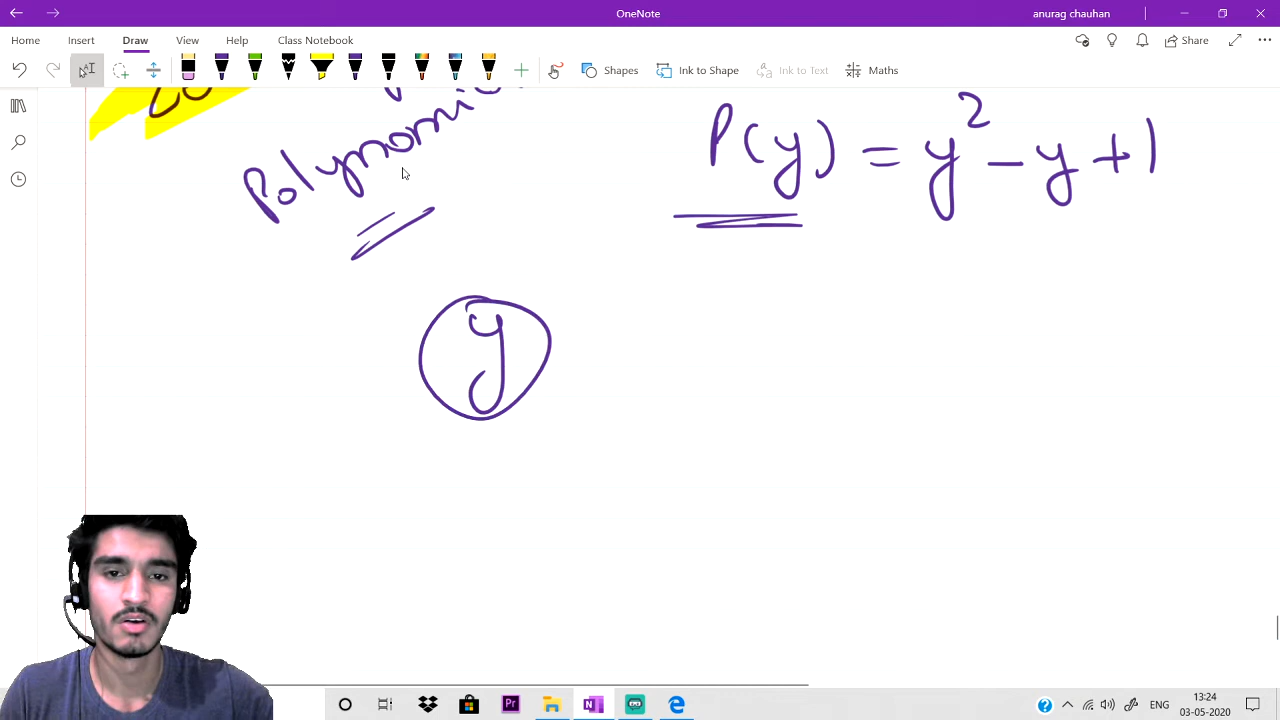 OneNote
anurag chauhan
Home Insert Draw View Help Class Notebook
Share
Shapes Ink to Shape Ink to Text Maths
P(y) = y² - y + 1
y
13:24
ENG
03-05-2020
Pr